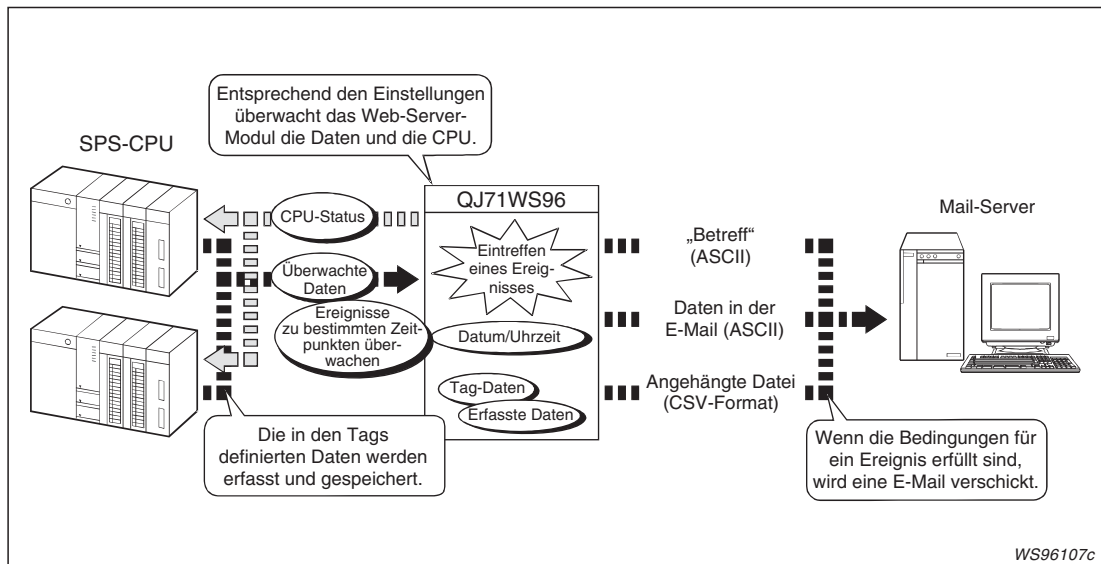 Entsprechend den Einstellungen
überwacht das Web-Server-
Modul die Daten und die CPU.
SPS-CPU
QJ71WS96
Mail-Server
CPU-Status
Eintreffen
eines Ereig-
nisses
„Betreff“
(ASCII)
Überwachte
Daten
Ereignisse
zu bestimmten Zeit-
punkten über-
wachen
Datum/Uhrzeit
Daten in der
E-Mail (ASCII)
Tag-Daten
Erfasste Daten
Angehängte Datei
(CSV-Format)
Die in den Tags
definierten Daten werden
erfasst und gespeichert.
Wenn die Bedingungen für
ein Ereignis erfüllt sind,
wird eine E-Mail verschickt.
WS96107c